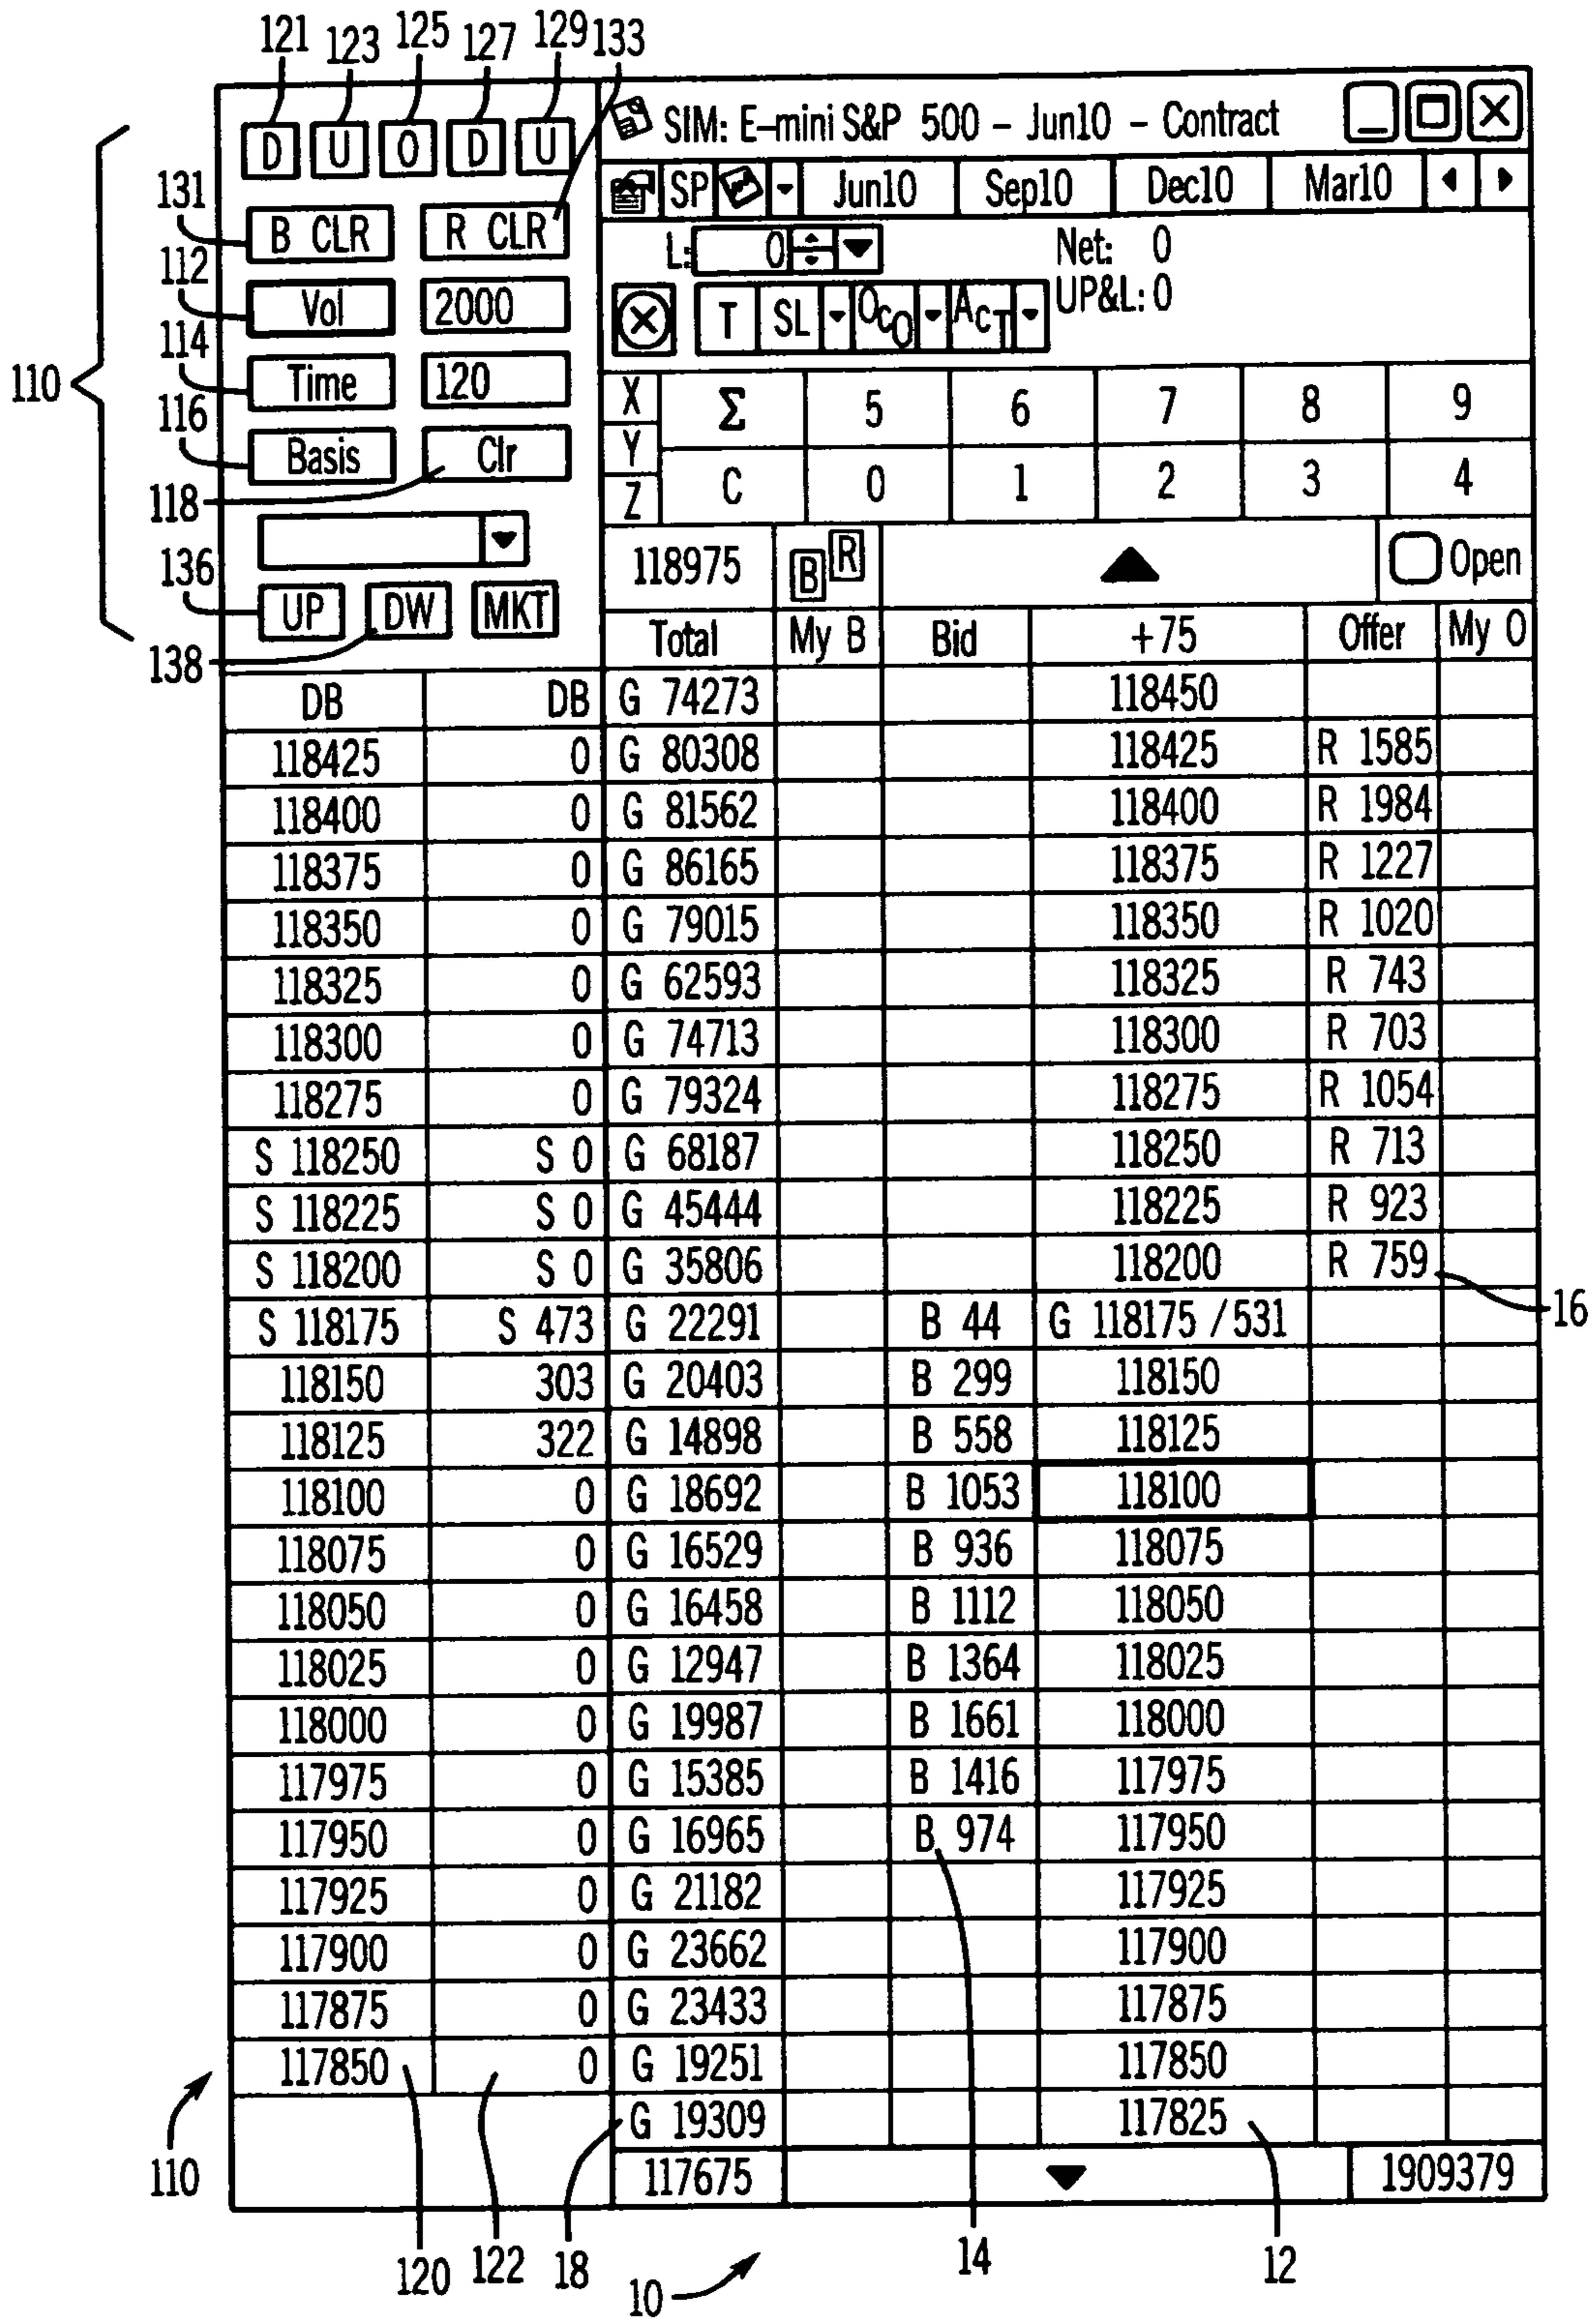 121 123 125 127 129 133
D U O D U
SIM: E-mini S&P 500 - Jun10 - Contract
SP Jun10 Sep10 Dec10 Mar10
131
B CLR R CLR
L: 0
Net: 0
112
Vol 2000
UP&L: 0
T SL OCO ACT
114
110
Time 120
X Σ 5 6 7 8 9
116
Y
Basis Clr
Z C 0 1 2 3 4
118
136
118975 B R Open
UP DW MKT
138
Total My B Bid +75 Offer My O
DB DB G 74273 118450
118425 0 G 80308 118425 R 1585
118400 0 G 81562 118400 R 1984
118375 0 G 86165 118375 R 1227
118350 0 G 79015 118350 R 1020
118325 0 G 62593 118325 R 743
118300 0 G 74713 118300 R 703
118275 0 G 79324 118275 R 1054
S 118250 S 0 G 68187 118250 R 713
S 118225 S 0 G 45444 118225 R 923
S 118200 S 0 G 35806 118200 R 759
16
S 118175 S 473 G 22291 B 44 G 118175 / 531
118150 303 G 20403 B 299 118150
118125 322 G 14898 B 558 118125
118100 0 G 18692 B 1053 118100
118075 0 G 16529 B 936 118075
118050 0 G 16458 B 1112 118050
118025 0 G 12947 B 1364 118025
118000 0 G 19987 B 1661 118000
117975 0 G 15385 B 1416 117975
117950 0 G 16965 B 974 117950
117925 0 G 21182 117925
117900 0 G 23662 117900
117875 0 G 23433 117875
117850 0 G 19251 117850
G 19309 117825
110
117675 1909379
120 122 18 10 14 12